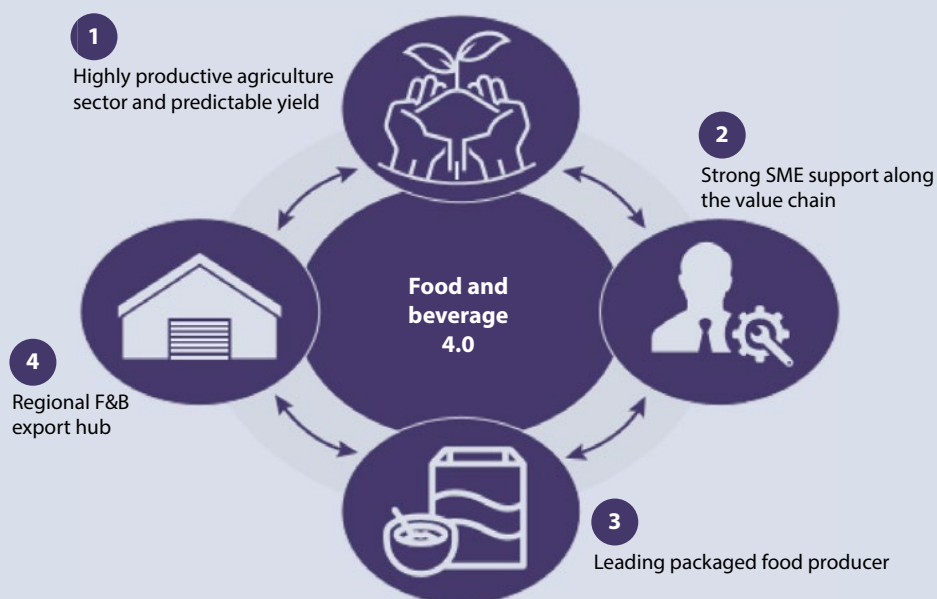 1
Highly productive agriculture
sector and predictable yield
2
Strong SME support along
the value chain
Food and
beverage
4.0
4
Regional F&B
export hub
3
Leading packaged food producer